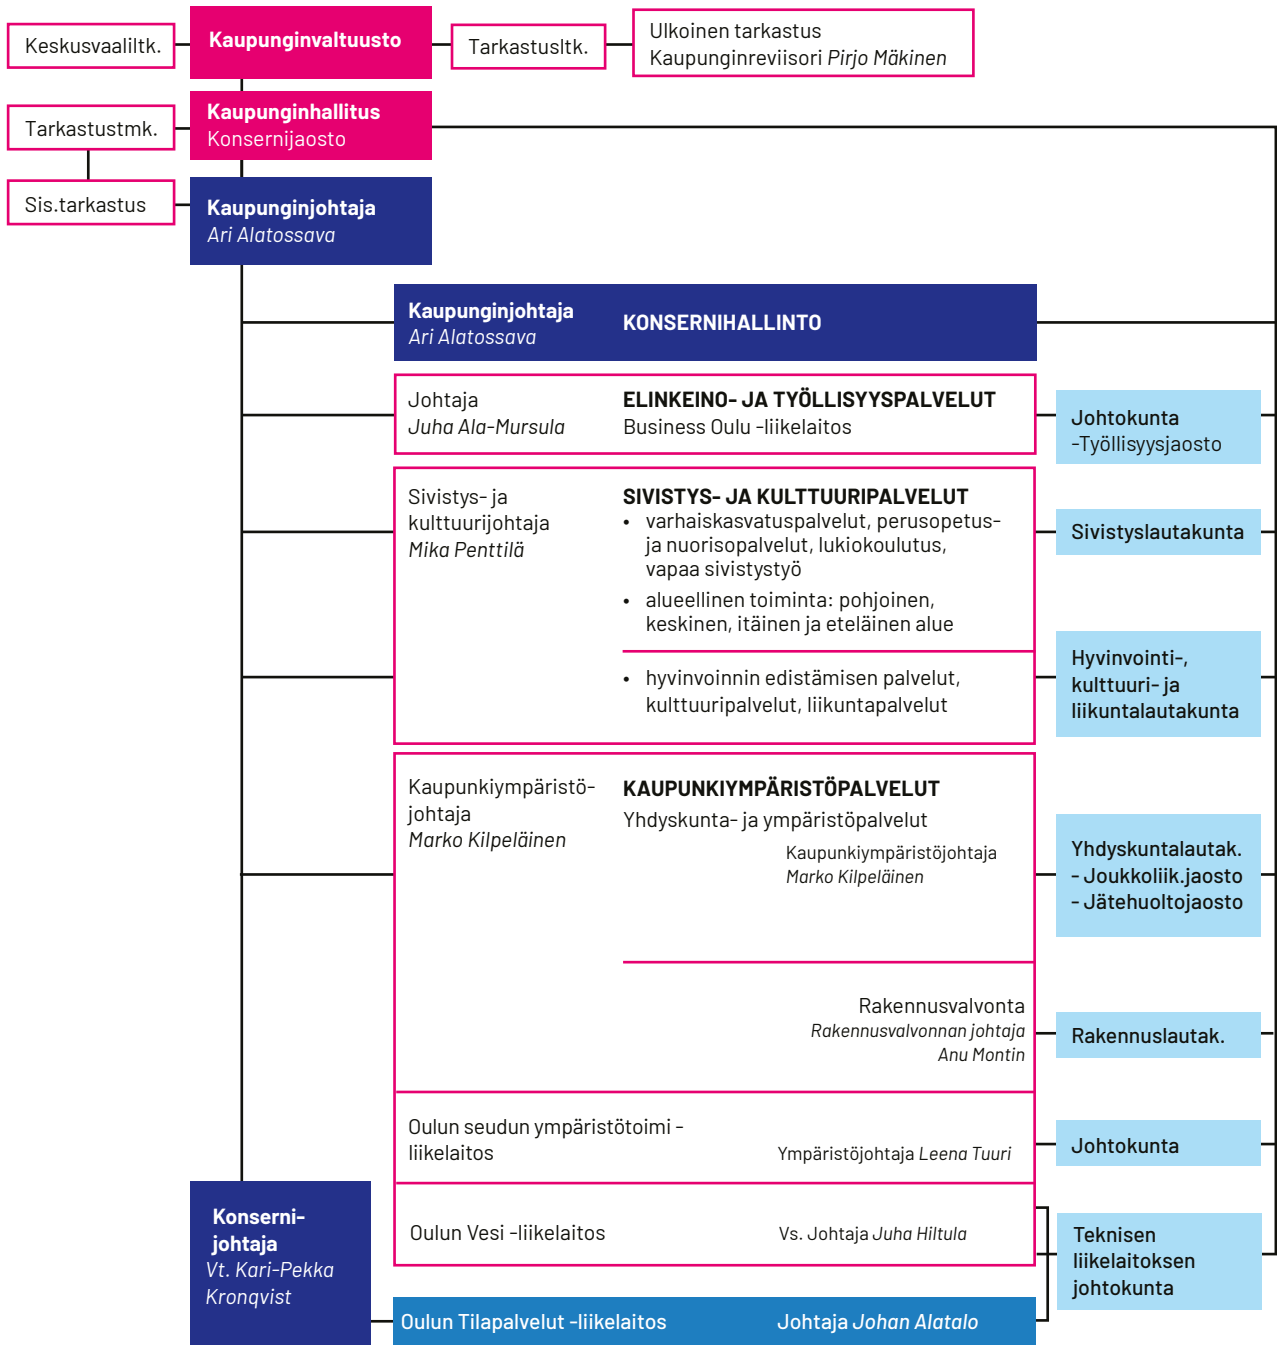 Keskusvaaliltk.
Kaupunginvaltuusto
Tarkastusltk.
Ulkoinen tarkastus
Kaupunginreviisori Pirjo Mäkinen
Tarkastustmk.
Kaupunginhallitus
Konsernijaosto
Sis.tarkastus
Kaupunginjohtaja
Ari Alatossava
Kaupunginjohtaja
Ari Alatossava
KONSERNIHALLINTO
Johtaja
Juha Ala-Mursula
ELINKEINO- JA TYÖLLISYYSPALVELUT
Business Oulu -liikelaitos
Johtokunta
-Työllisyysjaosto
Sivistys- ja
kulttuurijohtaja
Mika Penttilä
SIVISTYS- JA KULTTUURIPALVELUT
• varhaiskasvatuspalvelut, perusopetus-
ja nuorisopalvelut, lukiokoulutus,
vapaa sivistystyö
• alueellinen toiminta: pohjoinen,
keskinen, itäinen ja eteläinen alue
Sivistyslautakunta
• hyvinvoinnin edistämisen palvelut,
kulttuuripalvelut, liikuntapalvelut
Hyvinvointi-,
kulttuuri- ja
liikuntalautakunta
Kaupunkiympäristö-
johtaja
Marko Kilpeläinen
KAUPUNKIYMPÄRISTÖPALVELUT
Yhdyskunta- ja ympäristöpalvelut
Kaupunkiympäristöjohtaja
Marko Kilpeläinen
Yhdyskuntalautak.
- Joukkoliik.jaosto
- Jätehuoltojaosto
Rakennusvalvonta
Rakennusvalvonnan johtaja
Anu Montin
Rakennuslautak.
Oulun seudun ympäristötoimi -
liikelaitos
Ympäristöjohtaja Leena Tuuri
Johtokunta
Konserni-
johtaja
Vt. Kari-Pekka
Kronqvist
Oulun Vesi -liikelaitos
Vs. Johtaja Juha Hiltula
Teknisen
liikelaitoksen
johtokunta
Oulun Tilapalvelut -liikelaitos
Johtaja Johan Alatalo